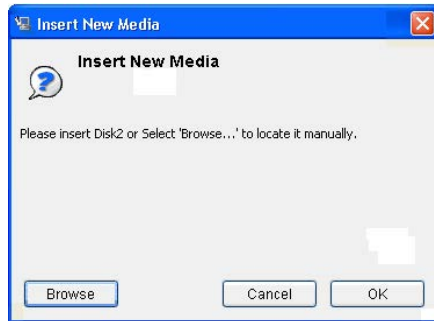 Insert New Media
Insert New Media
Please insert Disk2 or Select 'Browse...' to locate it manually.
Browse
Cancel
OK